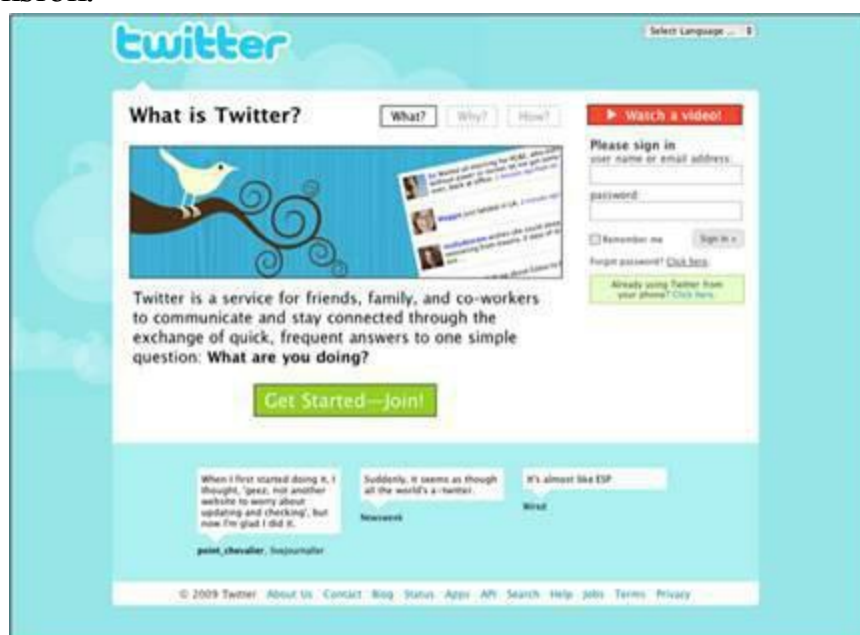 twitter
Select Language ...
What is Twitter?
What?
Why?
How?
Watch a video!
Please sign in
user name or email address:
password:
Remember me
Sign in »
Forgot password? Click here.
Already using Twitter from
your phone? Click here.
Twitter is a service for friends, family, and co-workers
to communicate and stay connected through the
exchange of quick, frequent answers to one simple
question: What are you doing?
Get Started—Join!
When I first started doing it, I
thought, 'geez, not another
website to worry about
updating and checking', but
now I'm glad I did it.
point_chevalier, livejournaller
Suddenly, it seems as though
all the world's a-twitter.
Newsweek
It's almost like ESP
Wired
© 2009 Twitter About Us Contact Blog Status Apps API Search Help Jobs Terms Privacy